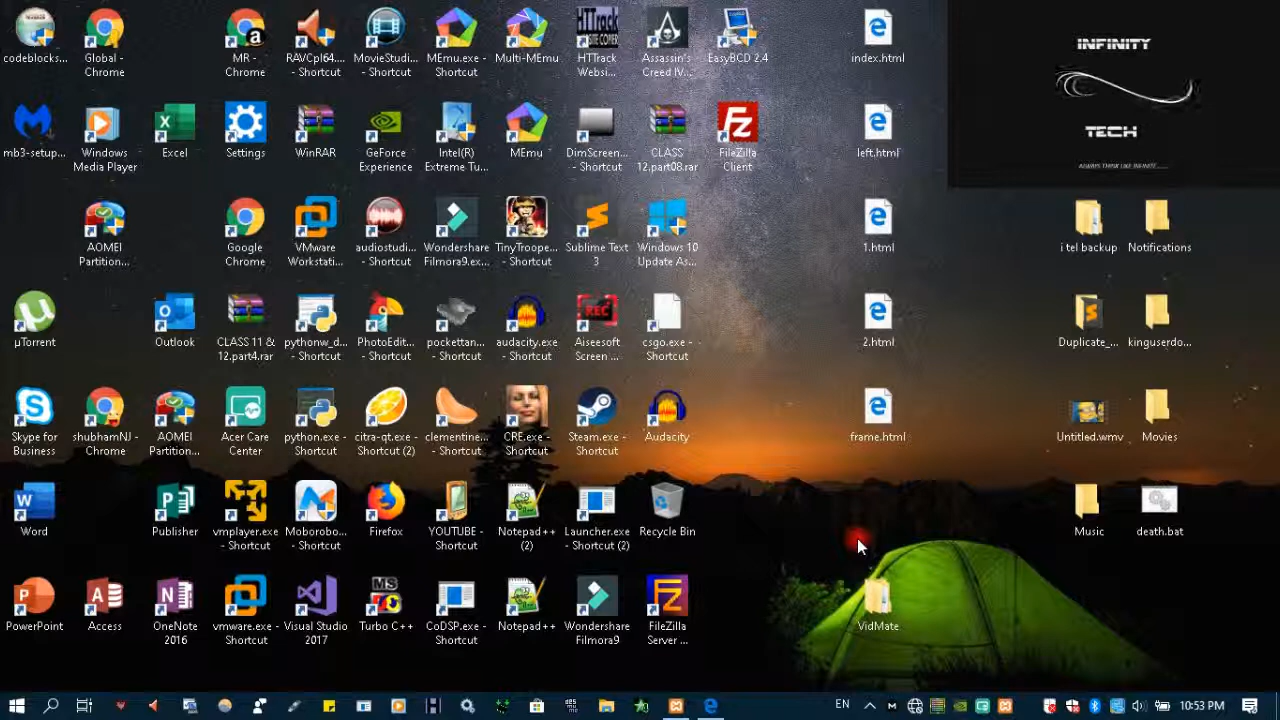 codeblocks...
Global -
Chrome
MR -
Chrome
RAVCpl64....
- Shortcut
MovieStudi...
- Shortcut
MEmu.exe -
Shortcut
Multi-MEmu
HTTrack
Websi...
Assassin's
Creed IV...
EasyBCD 2.4
index.html
INFINITY
TECH
ALWAYS THINK LIKE INFINITE......
mb3-setup...
Windows
Media Player
Excel
Settings
WinRAR
GeForce
Experience
Intel(R)
Extreme Tu...
MEmu
DimScreen...
- Shortcut
CLASS
12.part08.rar
FileZilla
Client
left.html
AOMEI
Partition...
Google
Chrome
VMware
Workstati...
audiostudi...
- Shortcut
Wondershare
Filmora9.ex...
TinyTroope...
- Shortcut
Sublime Text
3
Windows 10
Update As...
1.html
i tel backup
Notifications
µTorrent
Outlook
CLASS 11 &
12.part4.rar
pythonw_d...
- Shortcut
PhotoEdit...
- Shortcut
pockettan...
- Shortcut
audacity.exe
- Shortcut
REC
Aiseesoft
Screen ...
csgo.exe -
Shortcut
2.html
Duplicate_...
kinguserdo...
Skype for
Business
shubhamNJ -
Chrome
AOMEI
Partition...
Acer Care
Center
python.exe -
Shortcut
citra-qt.exe -
Shortcut (2)
clementine...
- Shortcut
CRE.exe -
Shortcut
Steam.exe -
Shortcut
Audacity
frame.html
Untitled.wmv
Movies
Word
Publisher
vmplayer.exe
- Shortcut
Moborobo...
- Shortcut
Firefox
YOUTUBE -
Shortcut
Notepad++
(2)
Launcher.exe
- Shortcut (2)
Recycle Bin
Music
death.bat
PowerPoint
Access
OneNote
2016
vmware.exe -
Shortcut
Visual Studio
2017
Turbo C++
CoDSP.exe -
Shortcut
Notepad++
Wondershare
Filmora9
FileZilla
Server ...
VidMate
EN
10:53 PM